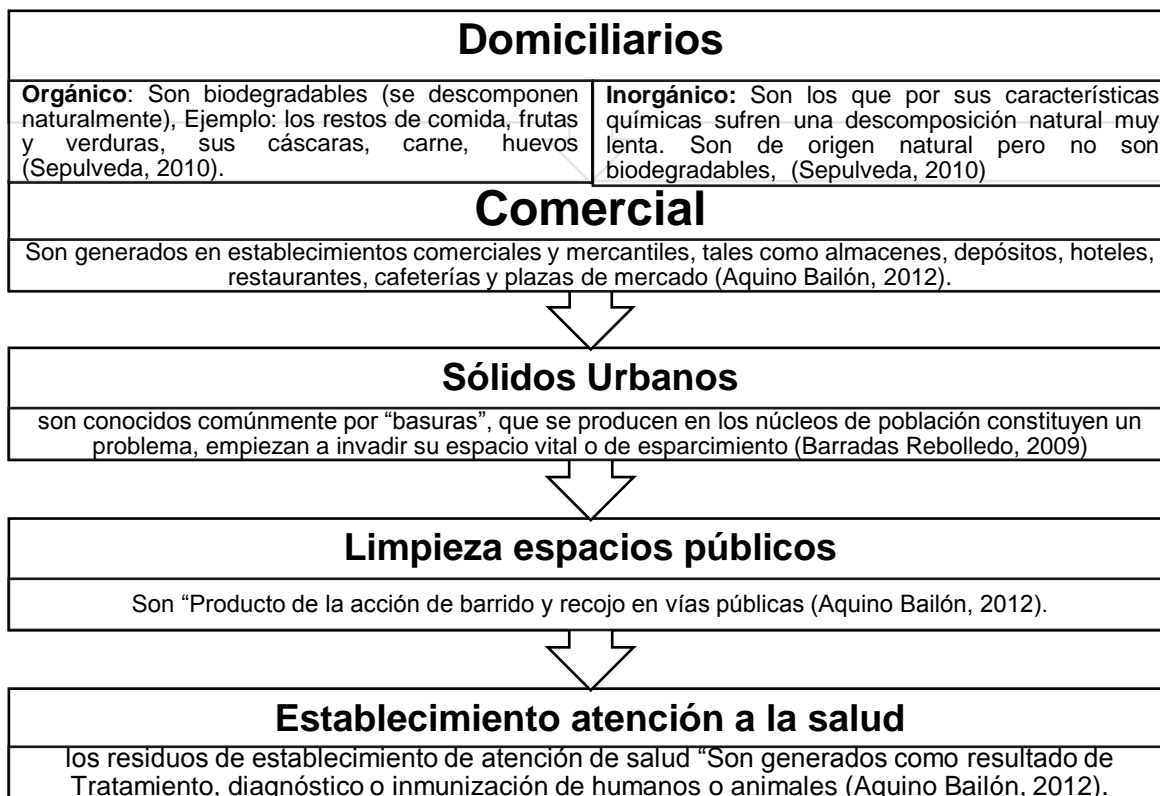 Domiciliarios
Orgánico: Son biodegradables (se descomponen
naturalmente), Ejemplo: los restos de comida, frutas
y verduras, sus cáscaras, carne, huevos
(Sepulveda, 2010).
Inorgánico: Son los que por sus características
químicas sufren una descomposición natural muy
lenta. Son de origen natural pero no son
biodegradables, (Sepulveda, 2010)
Comercial
Son generados en establecimientos comerciales y mercantiles, tales como almacenes, depósitos, hoteles,
restaurantes, cafeterías y plazas de mercado (Aquino Bailón, 2012).
Sólidos Urbanos
son conocidos comúnmente por “basuras”, que se producen en los núcleos de población constituyen un
problema, empiezan a invadir su espacio vital o de esparcimiento (Barradas Rebolledo, 2009)
Limpieza espacios públicos
Son “Producto de la acción de barrido y recojo en vías públicas (Aquino Bailón, 2012).
Establecimiento atención a la salud
los residuos de establecimiento de atención de salud “Son generados como resultado de
Tratamiento, diagnóstico o inmunización de humanos o animales (Aquino Bailón, 2012).